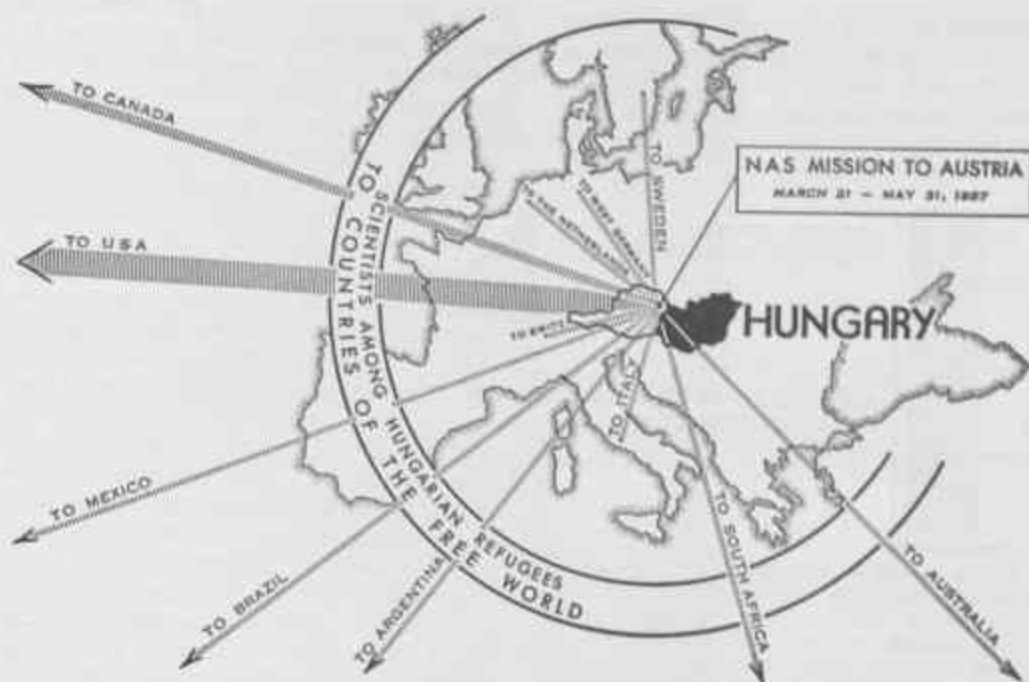 TO CANADA
TO USA
TO MEXICO
TO BRAZIL
TO ARGENTINA
TO SOUTH AFRICA
TO AUSTRALIA
TO ITALY
TO
TO THE NETHERLANDS
TO WEST GERMANY
TO SWEDEN
NAS MISSION TO AUSTRIA
MARCH 21 – MAY 31, 1957
HUNGARY
TO SCIENTISTS AMONG HUNGARIAN REFUGEES
TO COUNTRIES OF THE FREE WORLD